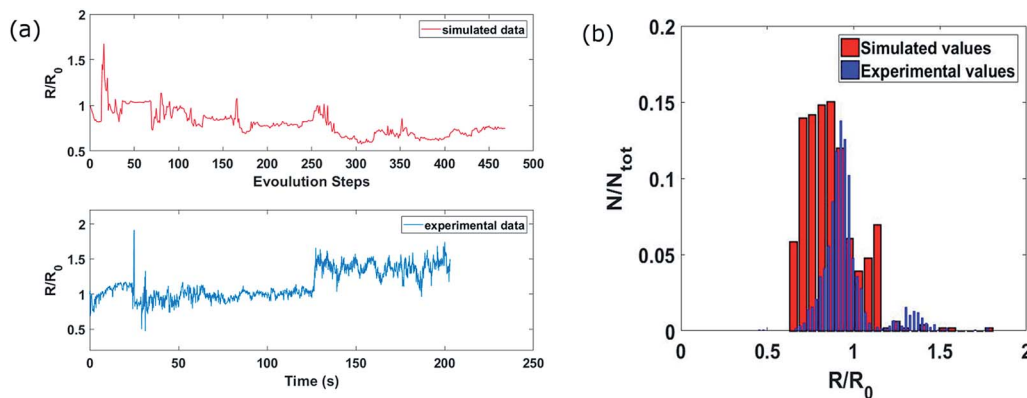 (a)
2
1.5
1
0.5
R/R0
simulated data
0 50 100 150 200 250 300 350 400 450 500
Evoulution Steps
2
1.5
1
0.5
R/R0
experimental data
0 50 100 150 200 250
Time (s)
(b)
0.2
0.15
0.1
0.05
0
N/Ntot
Simulated values
Experimental values
0 0.5 1 1.5 2
R/R0